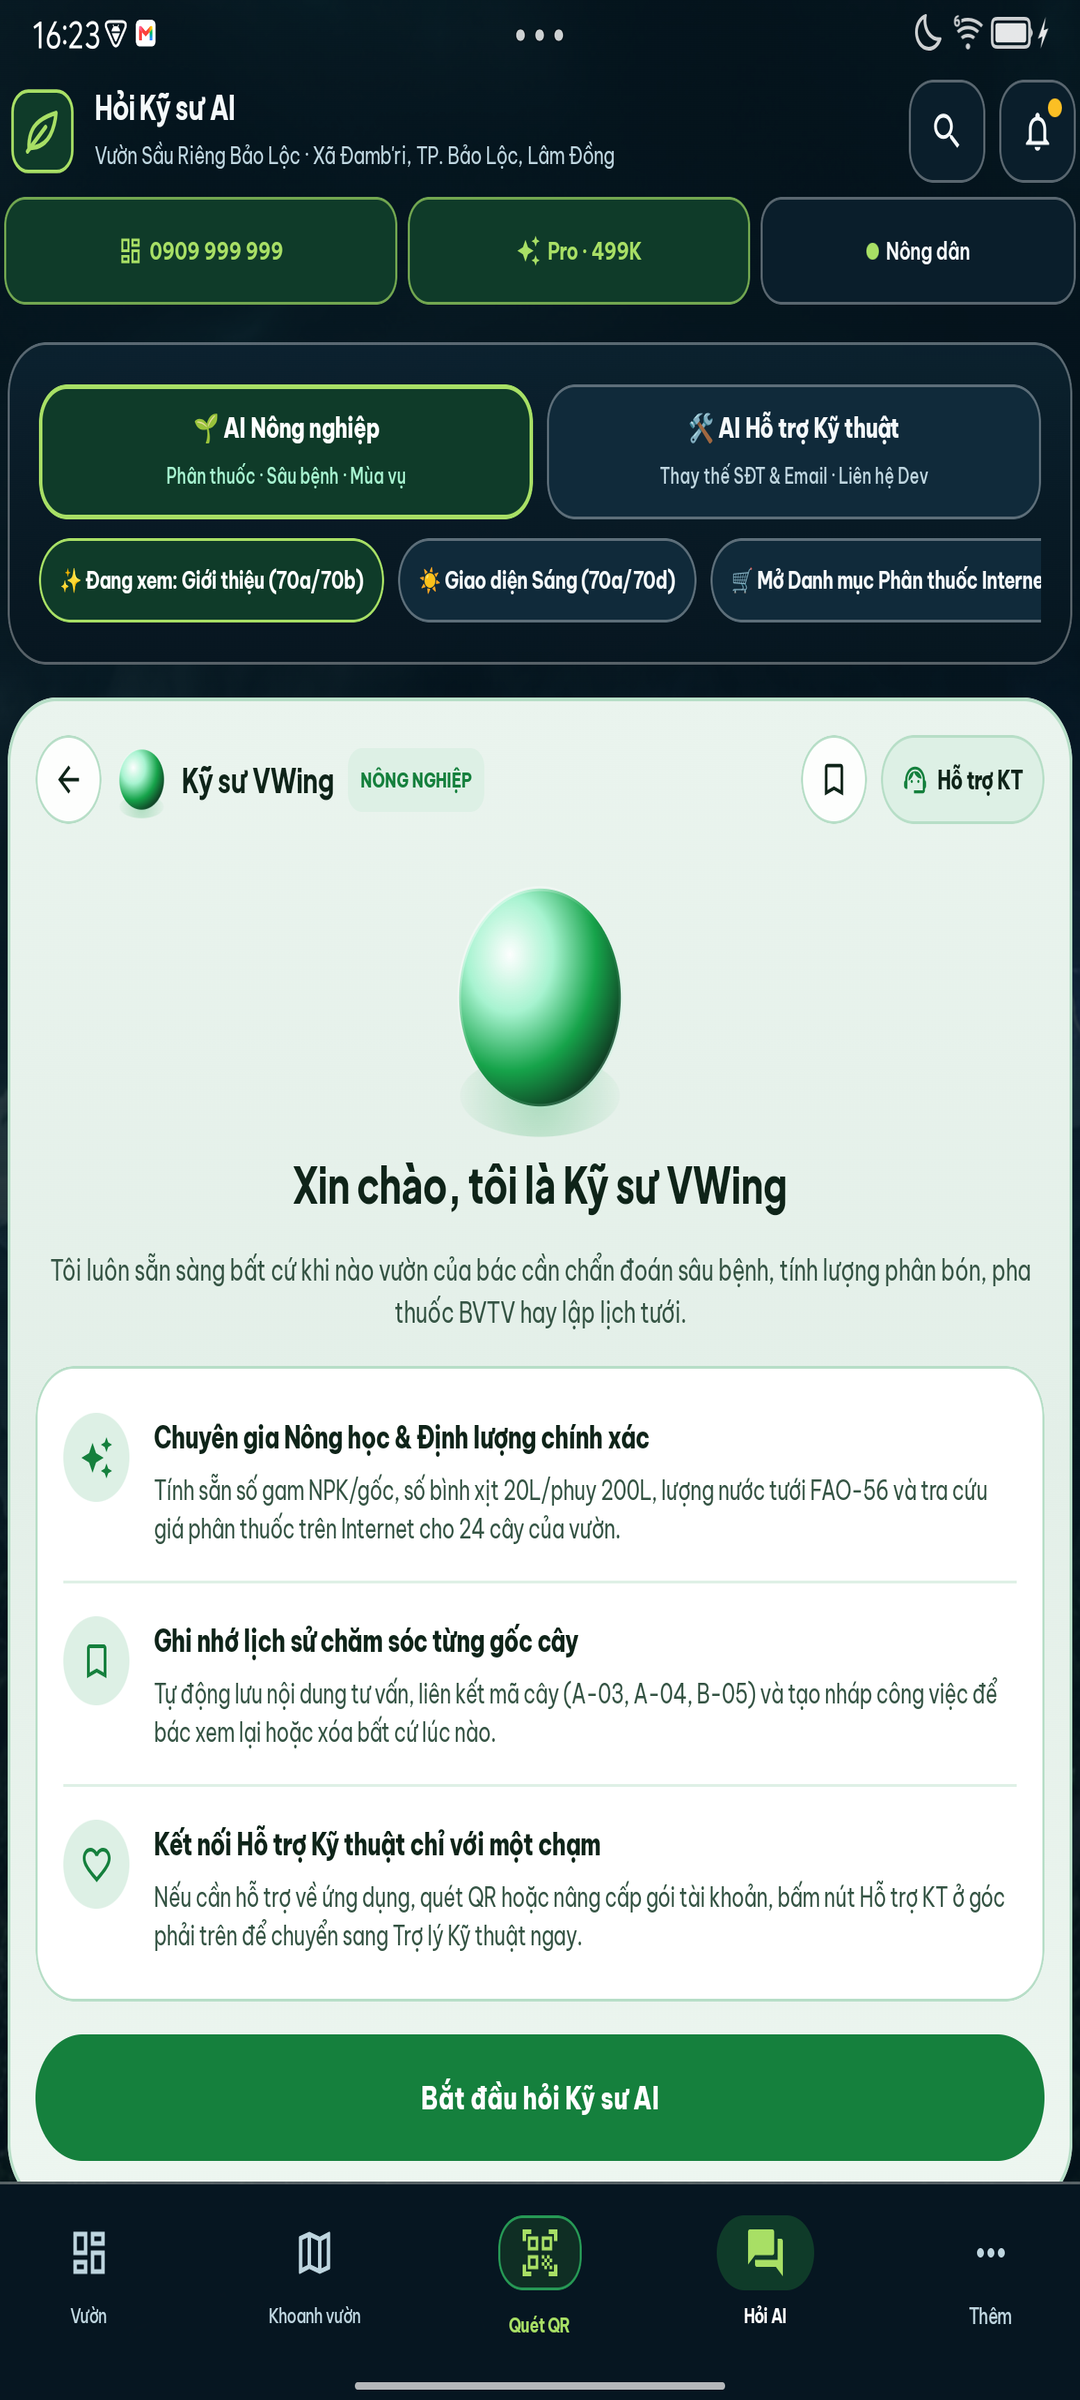 16:23
Hỏi Kỹ sư AI
Vườn Sầu Riêng Bảo Lộc · Xã Đamb'ri, TP. Bảo Lộc, Lâm Đồng
0909 999 999
Pro · 499K
Nông dân
🌱 AI Nông nghiệp
Phân thuốc · Sâu bệnh · Mùa vụ
🛠️ AI Hỗ trợ Kỹ thuật
Thay thế SĐT & Email · Liên hệ Dev
✨ Đang xem: Giới thiệu (70a/70b)
☀️ Giao diện Sáng (70a/70d)
🛒 Mở Danh mục Phân thuốc Interne
Kỹ sư VWing
NÔNG NGHIỆP
Hỗ trợ KT
Xin chào, tôi là Kỹ sư VWing
Tôi luôn sẵn sàng bất cứ khi nào vườn của bác cần chẩn đoán sâu bệnh, tính lượng phân bón, pha
thuốc BVTV hay lập lịch tưới.
Chuyên gia Nông học & Định lượng chính xác
Tính sẵn số gam NPK/gốc, số bình xịt 20L/phuy 200L, lượng nước tưới FAO-56 và tra cứu
giá phân thuốc trên Internet cho 24 cây của vườn.
Ghi nhớ lịch sử chăm sóc từng gốc cây
Tự động lưu nội dung tư vấn, liên kết mã cây (A-03, A-04, B-05) và tạo nháp công việc để
bác xem lại hoặc xóa bất cứ lúc nào.
Kết nối Hỗ trợ Kỹ thuật chỉ với một chạm
Nếu cần hỗ trợ về ứng dụng, quét QR hoặc nâng cấp gói tài khoản, bấm nút Hỗ trợ KT ở góc
phải trên để chuyển sang Trợ lý Kỹ thuật ngay.
Bắt đầu hỏi Kỹ sư AI
Vườn
Khoanh vườn
Quét QR
Hỏi AI
Thêm